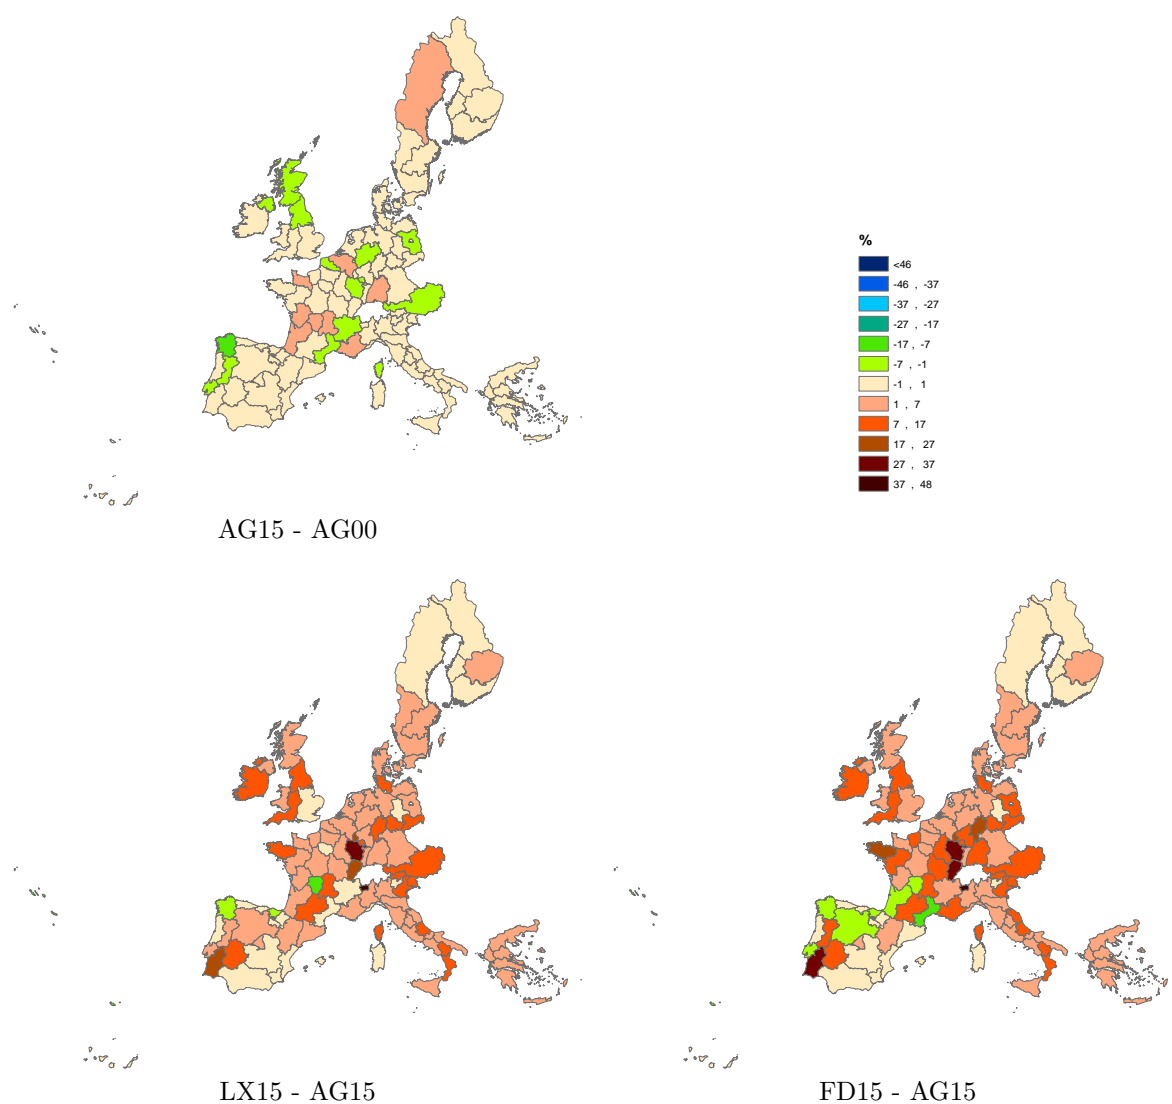 %
<46
-46 , -37
-37 , -27
-27 , -17
-17 , -7
-7 , -1
-1 , 1
1 , 7
7 , 17
17 , 27
27 , 37
37 , 48
AG15 - AG00
LX15 - AG15
FD15 - AG15